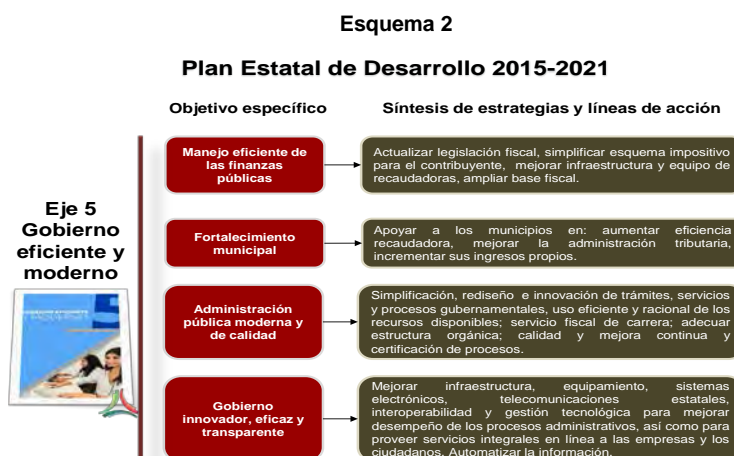 Esquema 2
Plan Estatal de Desarrollo 2015-2021
Objetivo específico
Síntesis de estrategias y líneas de acción
Eje 5
Gobierno
eficiente y
moderno
Manejo eficiente de
las finanzas
públicas
Actualizar legislación fiscal, simplificar esquema impositivo
para el contribuyente, mejorar infraestructura y equipo de
recaudadoras, ampliar base fiscal.
Fortalecimiento
municipal
Apoyar a los municipios en: aumentar eficiencia
recaudadora, mejorar la administración tributaria,
incrementar sus ingresos propios.
Administración
pública moderna y
de calidad
Simplificación, rediseño e innovación de trámites, servicios
y procesos gubernamentales, uso eficiente y racional de los
recursos disponibles; servicio fiscal de carrera; adecuar
estructura orgánica; calidad y mejora continua y
certificación de procesos.
Gobierno
innovador, eficaz y
transparente
Mejorar infraestructura, equipamiento, sistemas
electrónicos, telecomunicaciones estatales,
interoperabilidad y gestión tecnológica para mejorar
desempeño de los procesos administrativos, así como para
proveer servicios integrales en línea a las empresas y los
ciudadanos. Automatizar la información.